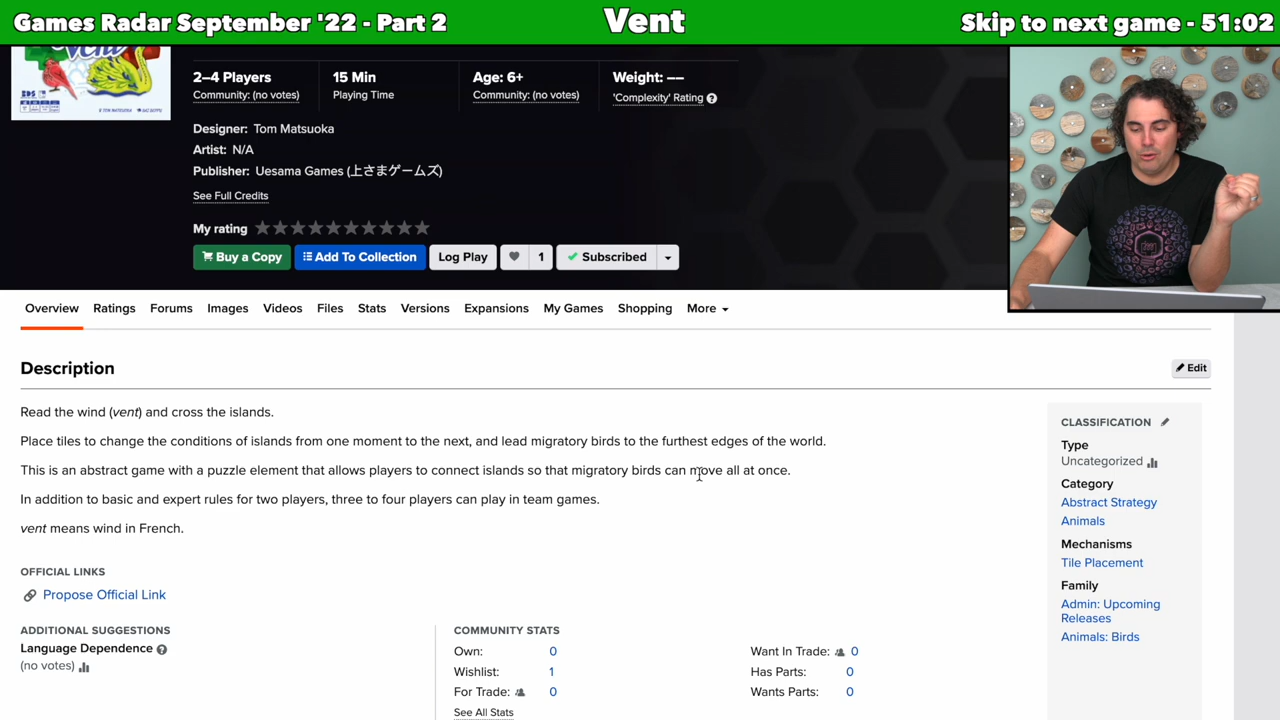 Games Radar September '22 - Part 2
Vent
Skip to next game - 51:02
Vent
2–4 Players
Community: (no votes)
15 Min
Playing Time
Age: 6+
Community: (no votes)
Weight: --
'Complexity' Rating
Designer: Tom Matsuoka
Artist: N/A
Publisher: Uesama Games (上さまゲームズ)
See Full Credits
My rating
Buy a Copy
Add To Collection
Log Play
1
Subscribed
Overview
Ratings
Forums
Images
Videos
Files
Stats
Versions
Expansions
My Games
Shopping
More
Description
Edit
Read the wind (vent) and cross the islands.
Place tiles to change the conditions of islands from one moment to the next, and lead migratory birds to the furthest edges of the world.
This is an abstract game with a puzzle element that allows players to connect islands so that migratory birds can move all at once.
In addition to basic and expert rules for two players, three to four players can play in team games.
vent means wind in French.
OFFICIAL LINKS
Propose Official Link
ADDITIONAL SUGGESTIONS
Language Dependence
(no votes)
COMMUNITY STATS
Own: 0
Wishlist: 1
For Trade: 0
See All Stats
Want In Trade: 0
Has Parts: 0
Wants Parts: 0
CLASSIFICATION
Type
Uncategorized
Category
Abstract Strategy
Animals
Mechanisms
Tile Placement
Family
Admin: Upcoming
Releases
Animals: Birds